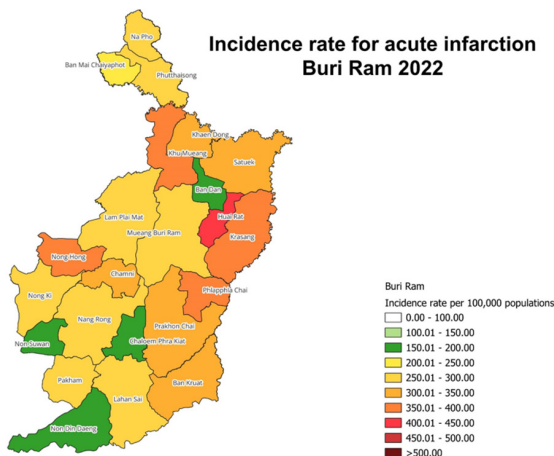 Incidence rate for acute infarction
Buri Ram 2022
Na Pho
Ban Mai Chaiyaphot
Phutthaisong
Khaen Dong
Khu Mueang
Satuek
Ban Dan
Lam Plai Mat
Huai Rat
Mueang Buri Ram
Krasang
Nong Hong
Chamni
Phlapphla Chai
Nong Ki
Nang Rong
Prakhon Chai
Non Suwan
Chaloem Phra Kiat
Pakham
Ban Kruat
Lahan Sai
Non Din Daeng
Buri Ram
Incidence rate per 100,000 populations
0.00 - 100.00
100.01 - 150.00
150.01 - 200.00
200.01 - 250.00
250.01 - 300.00
300.01 - 350.00
350.01 - 400.00
400.01 - 450.00
450.01 - 500.00
>500.00